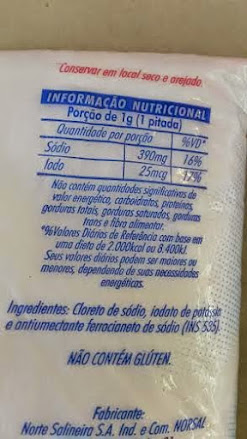 Conservar em local seco e arejado.
INFORMAÇÃO NUTRICIONAL
Porção de 1g (1 pitada)
Quantidade por porção %VD*
Sódio 390mg 16%
Iodo 25mcg 17%
Não contém quantidades significativas de
valor energético, carboidratos, proteínas,
gorduras totais, gorduras saturadas, gorduras
trans e fibra alimentar.
*%Valores Diários de Referência com base em
uma dieta de 2.000kcal ou 8.400kJ.
Seus valores diários podem ser maiores ou
menores, dependendo de suas necessidades
energéticas.
Ingredientes: Cloreto de sódio, iodato de potássio
e antiumectante ferrocianeto de sódio (INS 535).
NÃO CONTÉM GLÚTEN.
Fabricante:
Norte Salineira S.A. Ind. e Com. NORSAL